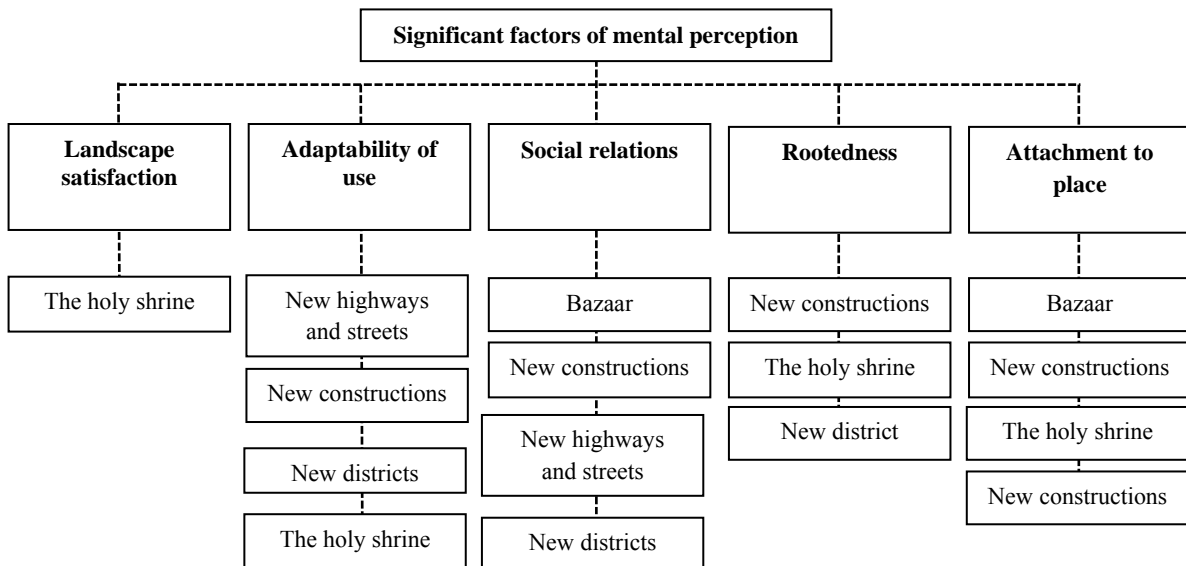 Significant factors of mental perception
Landscape
satisfaction
The holy shrine
Adaptability of
use
New highways
and streets
New constructions
New districts
The holy shrine
Social relations
Bazaar
New constructions
New highways
and streets
New districts
Rootedness
New constructions
The holy shrine
New district
Attachment to
place
Bazaar
New constructions
The holy shrine
New constructions